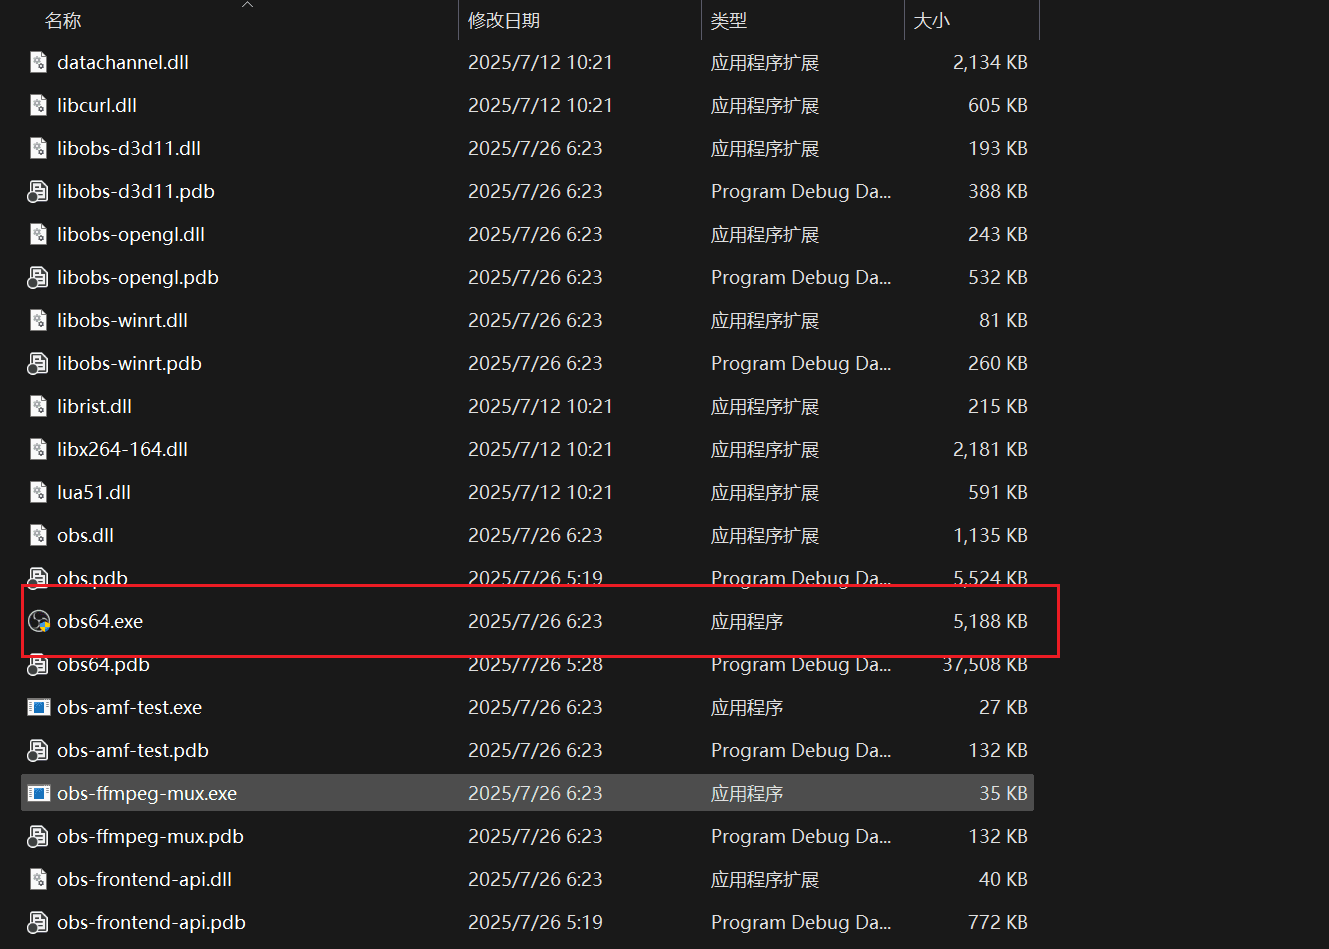 名称 修改日期 类型 大小
datachannel.dll 2025/7/12 10:21 应用程序扩展 2,134 KB
libcurl.dll 2025/7/12 10:21 应用程序扩展 605 KB
libobs-d3d11.dll 2025/7/26 6:23 应用程序扩展 193 KB
libobs-d3d11.pdb 2025/7/26 6:23 Program Debug Da... 388 KB
libobs-opengl.dll 2025/7/26 6:23 应用程序扩展 243 KB
libobs-opengl.pdb 2025/7/26 6:23 Program Debug Da... 532 KB
libobs-winrt.dll 2025/7/26 6:23 应用程序扩展 81 KB
libobs-winrt.pdb 2025/7/26 6:23 Program Debug Da... 260 KB
librist.dll 2025/7/12 10:21 应用程序扩展 215 KB
libx264-164.dll 2025/7/12 10:21 应用程序扩展 2,181 KB
lua51.dll 2025/7/12 10:21 应用程序扩展 591 KB
obs.dll 2025/7/26 6:23 应用程序扩展 1,135 KB
obs.pdb 2025/7/26 5:19 Program Debug Da... 5,524 KB
obs64.exe 2025/7/26 6:23 应用程序 5,188 KB
obs64.pdb 2025/7/26 5:28 Program Debug Da... 37,508 KB
obs-amf-test.exe 2025/7/26 6:23 应用程序 27 KB
obs-amf-test.pdb 2025/7/26 6:23 Program Debug Da... 132 KB
obs-ffmpeg-mux.exe 2025/7/26 6:23 应用程序 35 KB
obs-ffmpeg-mux.pdb 2025/7/26 6:23 Program Debug Da... 132 KB
obs-frontend-api.dll 2025/7/26 6:23 应用程序扩展 40 KB
obs-frontend-api.pdb 2025/7/26 5:19 Program Debug Da... 772 KB